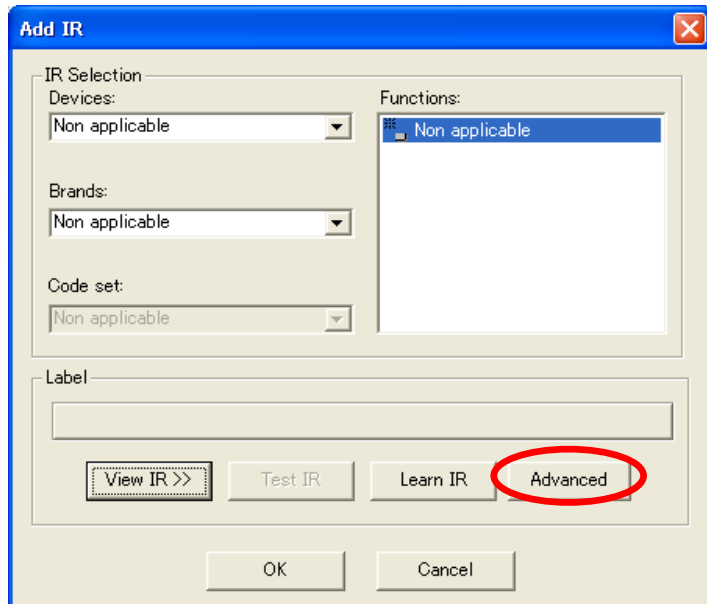 Add IR
IR Selection
Devices:
Non applicable
Brands:
Non applicable
Code set:
Non applicable
Functions:
Non applicable
Label
View IR >>
Test IR
Learn IR
Advanced
OK
Cancel